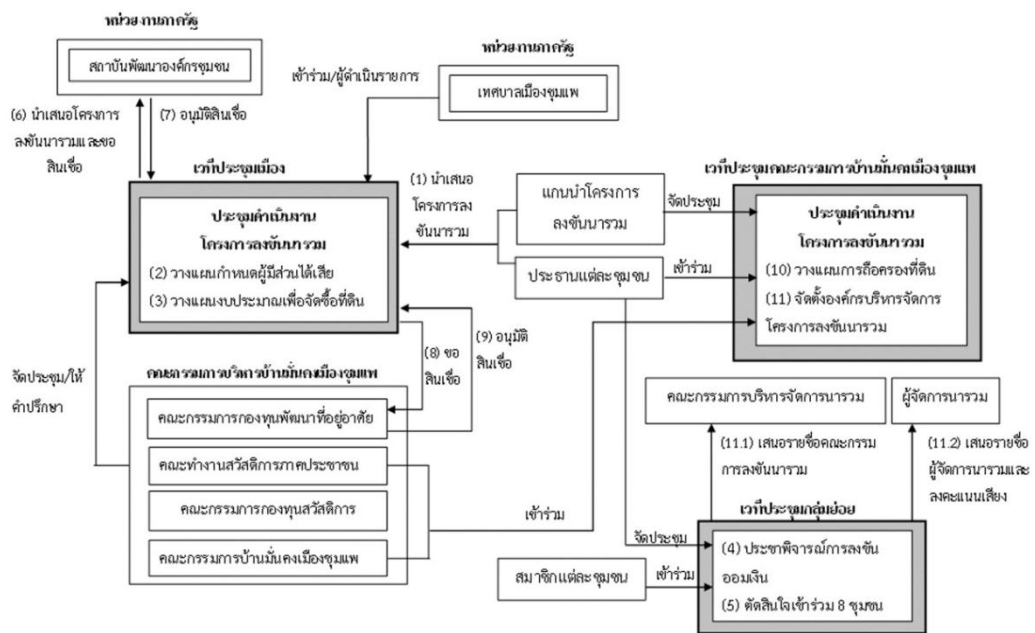 หน่วยงานภาครัฐ
สถาบันพัฒนาองค์กรชุมชน
หน่วยงานภาครัฐ
เทศบาลเมืองชุมแพ
เข้าร่วม/ผู้ดำเนินรายการ
(6) นำเสนอโครงการ
ลงขันนารวมและขอ
สินเชื่อ
(7) อนุมัติสินเชื่อ
เวทีประชุมเมือง
ประชุมดำเนินงาน
โครงการลงขันนารวม
(2) วางแผนกำหนดผู้มีส่วนได้เสีย
(3) วางแผนงบประมาณเพื่อจัดซื้อที่ดิน
(1) นำเสนอ
โครงการลง
ขันนารวม
แกนนำโครงการ
ลงขันนารวม
ประธานแต่ละชุมชน
จัดประชุม
เข้าร่วม
เวทีประชุมคณะกรรมการบ้านมั่นคงเมืองชุมแพ
ประชุมดำเนินงาน
โครงการลงขันนารวม
(10) วางแผนการถือครองที่ดิน
(11) จัดตั้งองค์กรบริหารจัดการ
โครงการลงขันนารวม
(8) ขอ
สินเชื่อ
(9) อนุมัติ
สินเชื่อ
จัดประชุม/ให้
คำปรึกษา
คณะกรรมการบริหารบ้านมั่นคงเมืองชุมแพ
คณะกรรมการกองทุนพัฒนาที่อยู่อาศัย
คณะทำงานสวัสดิการภาคประชาชน
คณะกรรมการกองทุนสวัสดิการ
คณะกรรมการบ้านมั่นคงเมืองชุมแพ
เข้าร่วม
คณะกรรมการบริหารจัดการนารวม
ผู้จัดการนารวม
(11.1) เสนอรายชื่อคณะกรรม
การลงขันนารวม
(11.2) เสนอรายชื่อ
ผู้จัดการนารวมและ
ลงคะแนนเสียง
เวทีประชุมกลุ่มย่อย
จัดประชุม
(4) ประชาพิจารณ์การลงขัน
ออมเงิน
(5) ตัดสินใจเข้าร่วม 8 ชุมชน
สมาชิกแต่ละชุมชน
เข้าร่วม